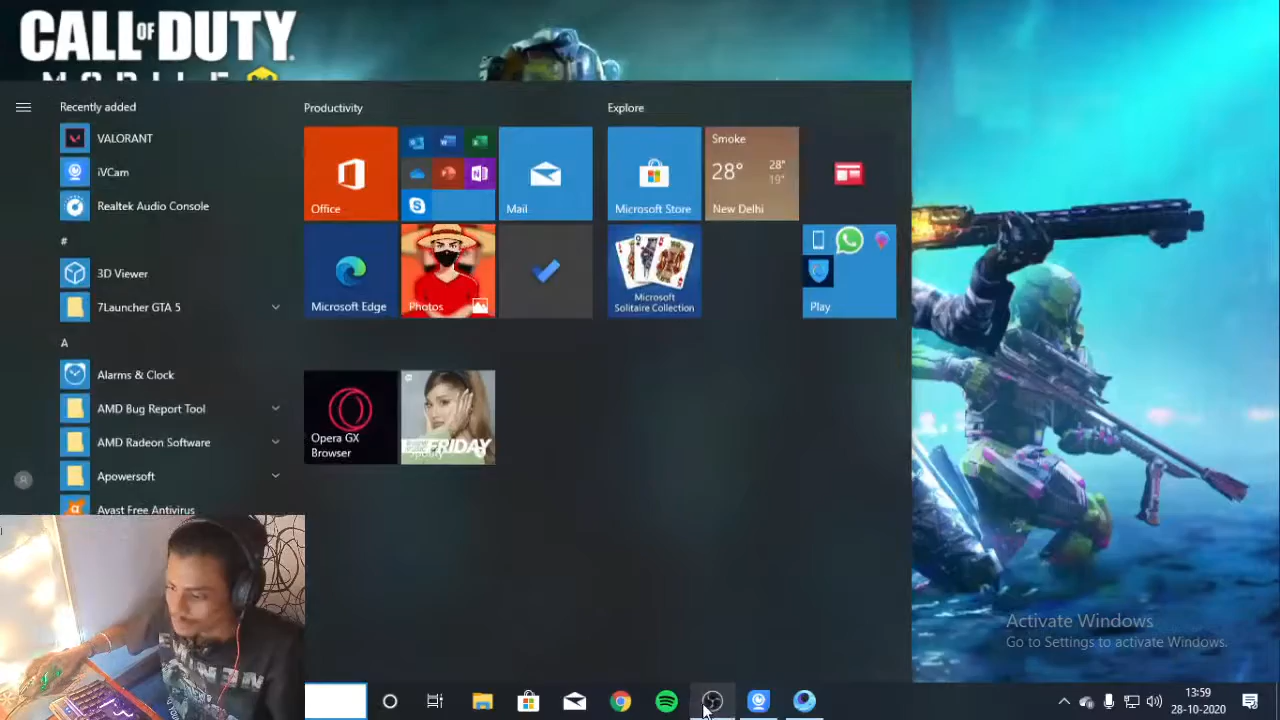 CALL OF DUTY
MOBILE
Recently added
VALORANT
iVCam
Realtek Audio Console
#
3D Viewer
7Launcher GTA 5
A
Alarms & Clock
AMD Bug Report Tool
AMD Radeon Software
Apowersoft
Avast Free Antivirus
Productivity
Office
Mail
Microsoft Edge
Photos
Opera GX
Browser
FRIDAY
Explore
Microsoft Store
Smoke
28°
28°
19°
New Delhi
Microsoft
Solitaire Collection
Play
Activate Windows
Go to Settings to activate Windows.
13:59
28-10-2020